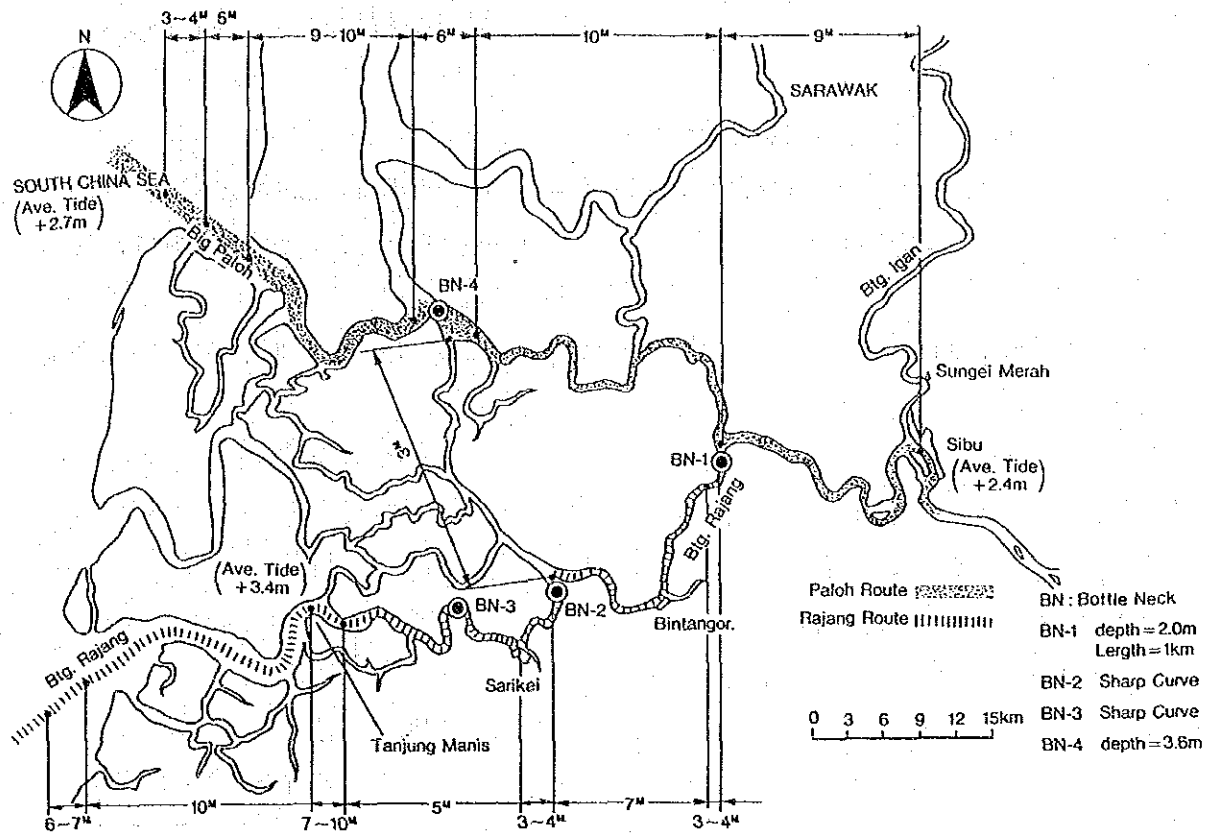 3~4ᴹ 5ᴹ 9~10ᴹ 6ᴹ 10ᴹ 9ᴹ
N
SARAWAK
SOUTH CHINA SEA
(Ave. Tide)
+2.7m
Btg Paloh
BN-4
Btg. Igan
Sungei Merah
Sibu
(Ave. Tide)
+2.4m
BN-1
3ᴹ
Btg. Rajang
(Ave. Tide)
+3.4m
BN-3
BN-2
Bintangor.
Btg. Rajang
Sarikei
Tanjung Manis
Paloh Route
Rajang Route
BN : Bottle Neck
BN-1 depth=2.0m
Lergth=1km
BN-2 Sharp Curve
BN-3 Sharp Curve
BN-4 depth=3.6m
0 3 6 9 12 15km
6~7ᴹ 10ᴹ 7~10ᴹ 5ᴹ 3~4ᴹ 7ᴹ 3~4ᴹ